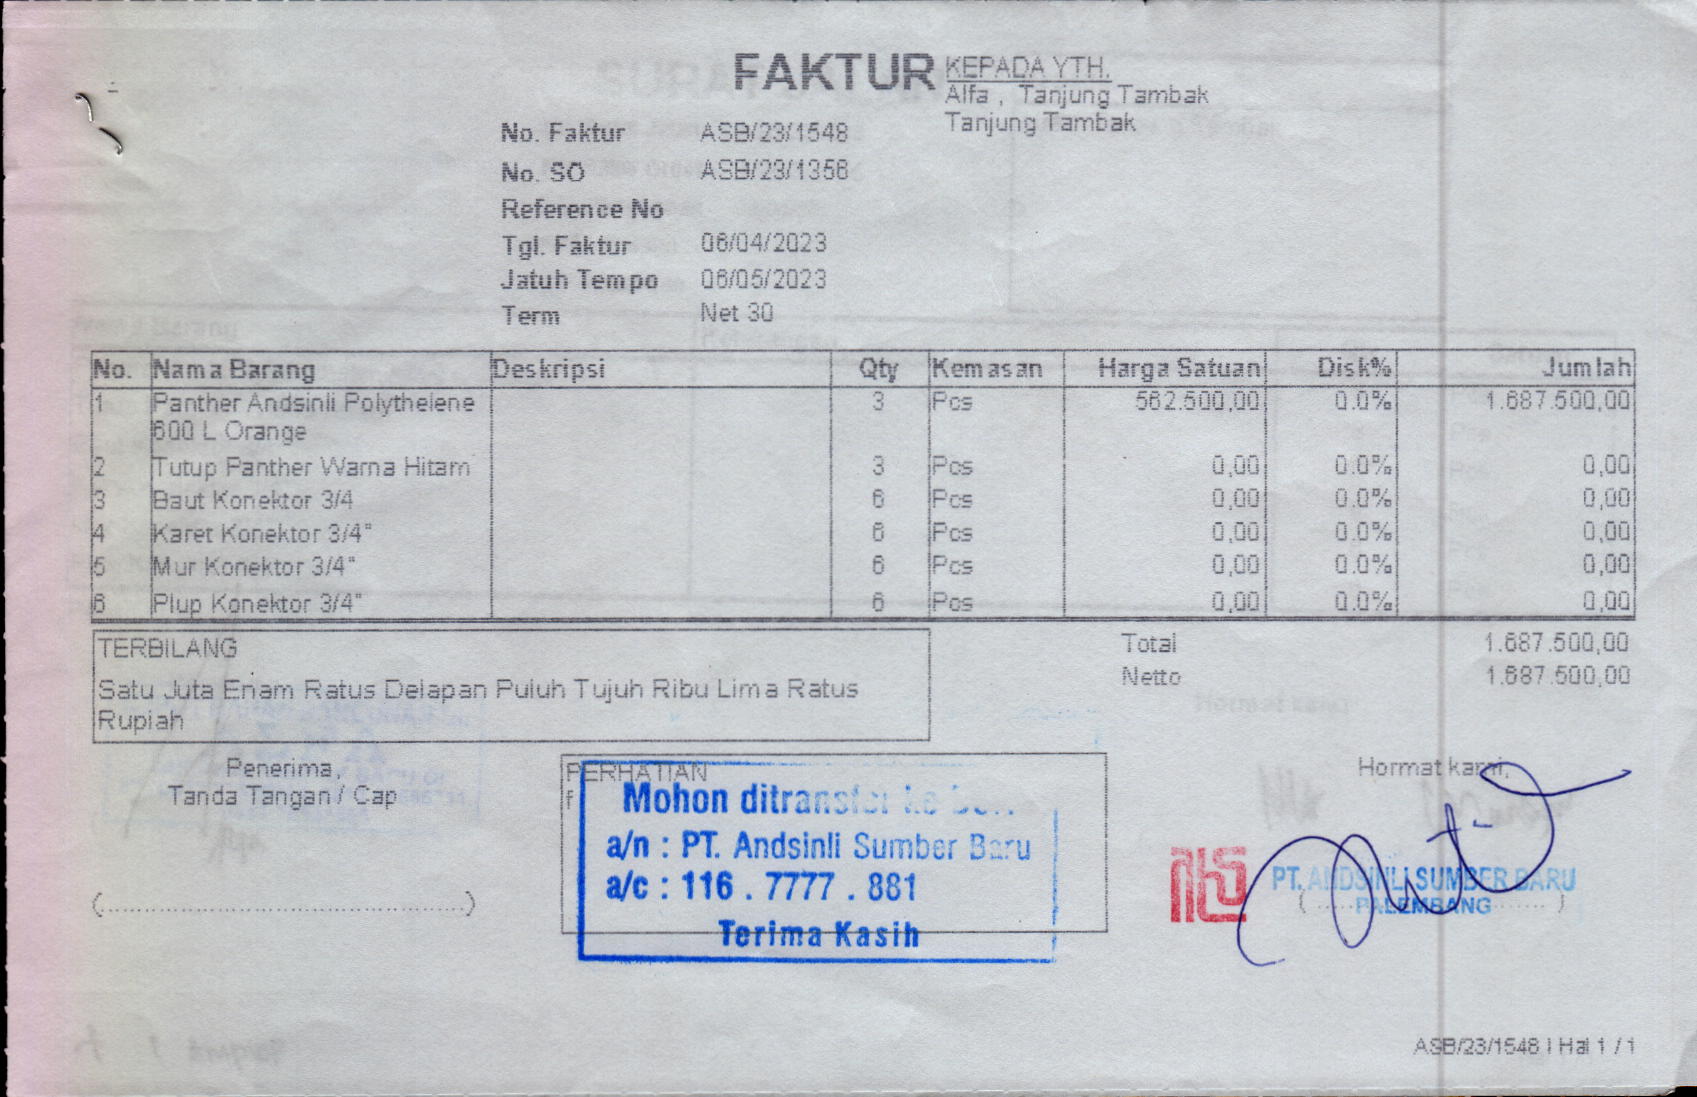 FAKTUR
KEPADA YTH.
Alfa , Tanjung Tambak
Tanjung Tambak
No. Faktur ASB/23/1548
No. SO ASB/23/1358
Reference No
Tgl. Faktur 06/04/2023
Jatuh Tempo 06/05/2023
Term Net 30
No. Nama Barang Deskripsi Qty Kemasan Harga Satuan Disk% Jumlah
1 Panther Andsinli Polythelene 3 Pcs 562.500,00 0.0% 1.687.500,00
600 L Orange
2 Tutup Panther Warna Hitam 3 Pcs 0,00 0.0% 0,00
3 Baut Konektor 3/4 6 Pcs 0,00 0.0% 0,00
4 Karet Konektor 3/4" 6 Pcs 0,00 0.0% 0,00
5 Mur Konektor 3/4" 6 Pcs 0,00 0.0% 0,00
6 Plup Konektor 3/4" 6 Pcs 0,00 0.0% 0,00
TERBILANG
Satu Juta Enam Ratus Delapan Puluh Tujuh Ribu Lima Ratus
Rupiah
Total 1.687.500,00
Netto 1.687.500,00
Penerima,
Tanda Tangan / Cap
(..........................................)
PERHATIAN
Mohon ditransfer ke
a/n : PT. Andsinli Sumber Baru
a/c : 116 . 7777 . 881
Terima Kasih
Hormat kami,
PT. ANDSINLI SUMBER BARU
PALEMBANG
ASB/23/1548 | Hal 1 / 1